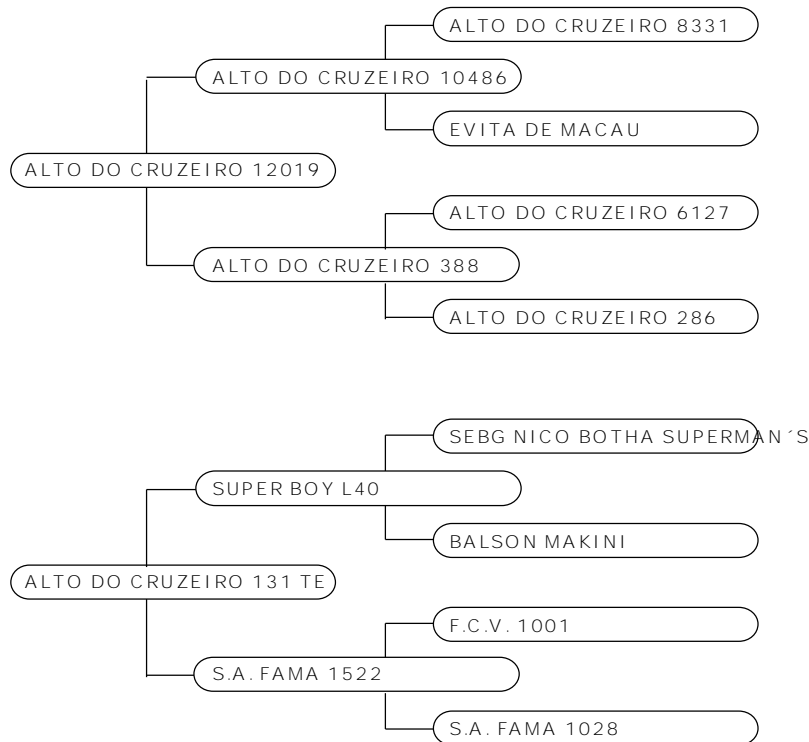 ALTO DO CRUZEIRO 8331
ALTO DO CRUZEIRO 10486
EVITA DE MACAU
ALTO DO CRUZEIRO 12019
ALTO DO CRUZEIRO 6127
ALTO DO CRUZEIRO 388
ALTO DO CRUZEIRO 286
SEBG NICO BOTHA SUPERMAN´S
SUPER BOY L40
BALSON MAKINI
ALTO DO CRUZEIRO 131 TE
F.C.V. 1001
S.A. FAMA 1522
S.A. FAMA 1028